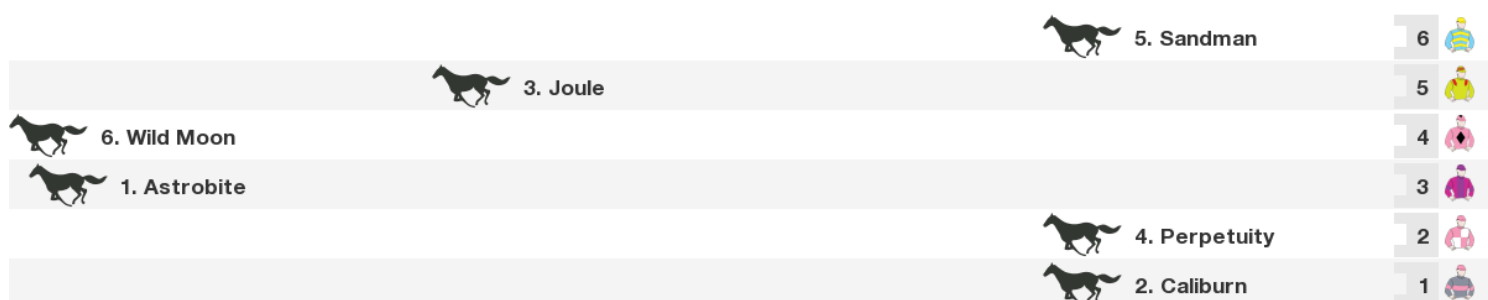 5. Sandman 6
3. Joule 5
6. Wild Moon 4
1. Astrobite 3
4. Perpetuity 2
2. Caliburn 1